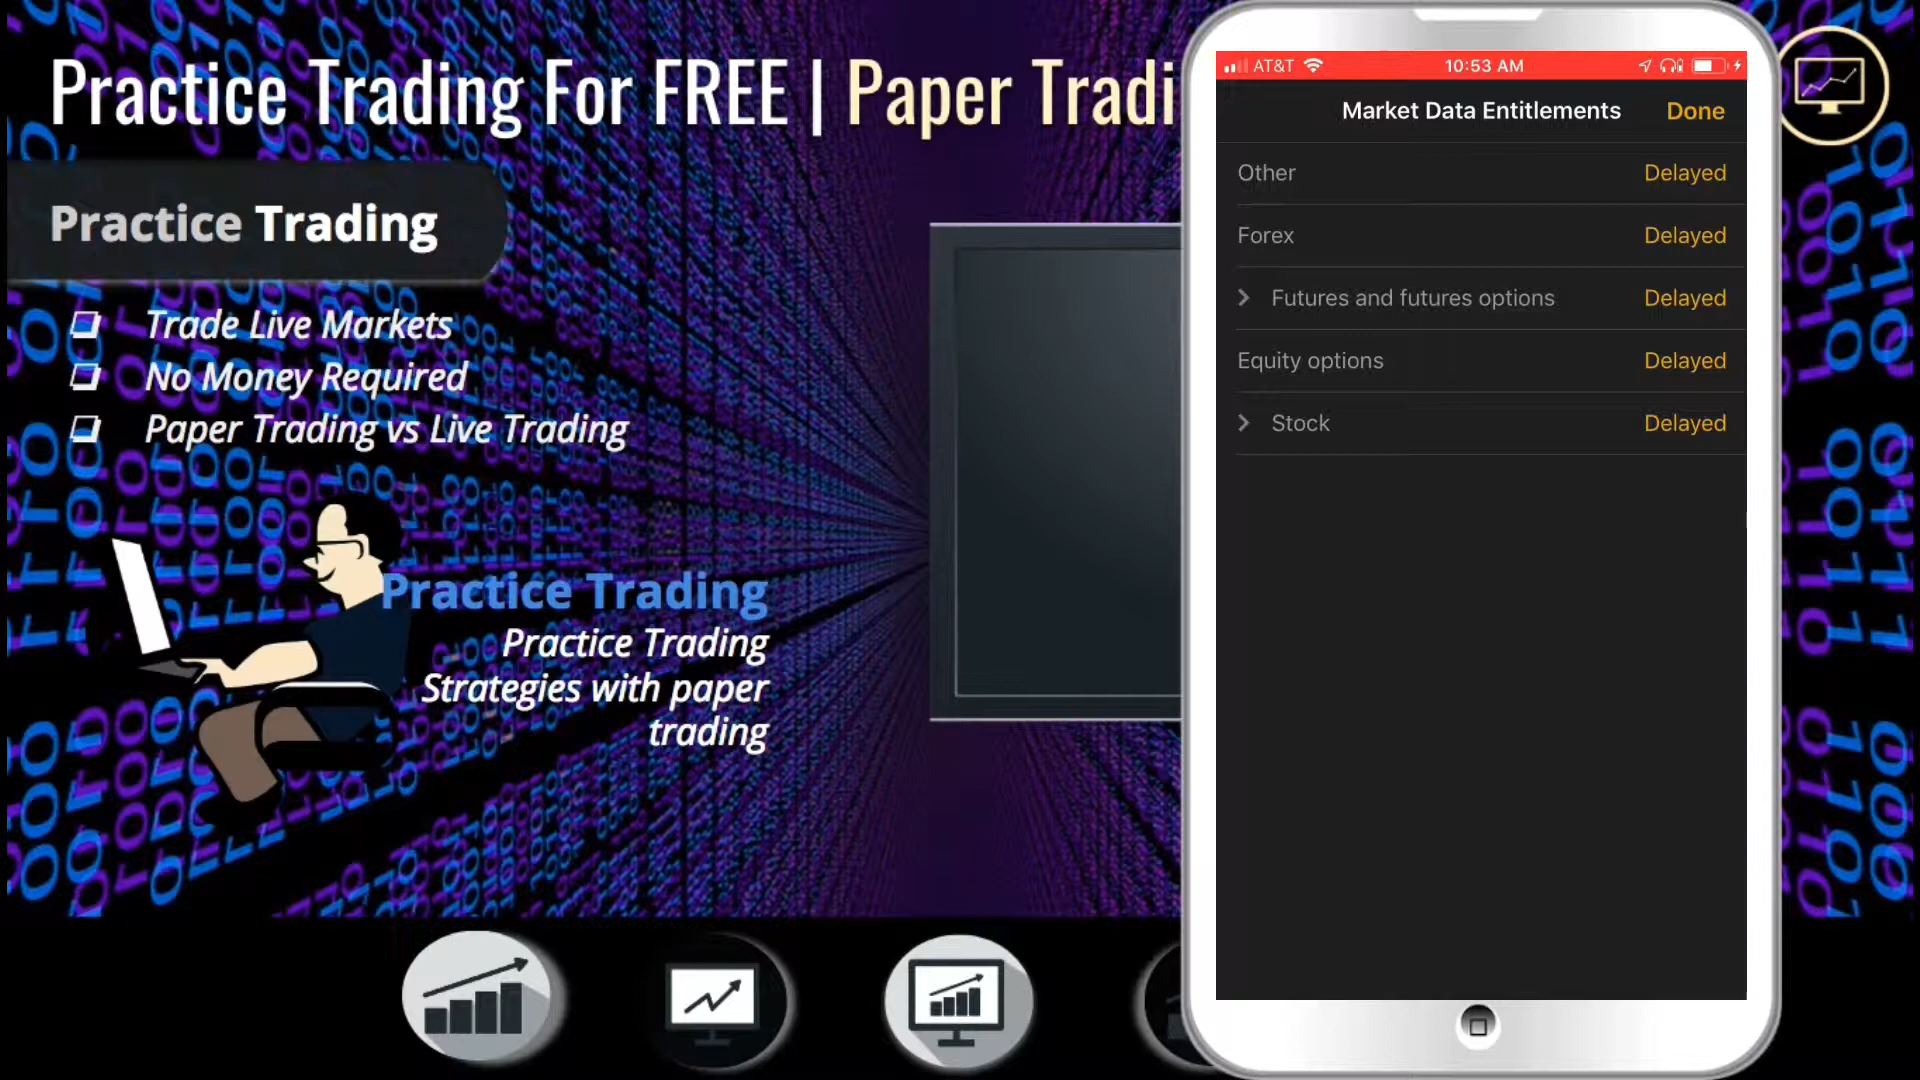 Practice Trading For FREE | Paper Tradi
Practice Trading
Trade Live Markets
No Money Required
Paper Trading vs Live Trading
Practice Trading
Practice Trading
Strategies with paper
trading
AT&T 10:53 AM
Market Data Entitlements Done
Other Delayed
Forex Delayed
Futures and futures options Delayed
Equity options Delayed
Stock Delayed